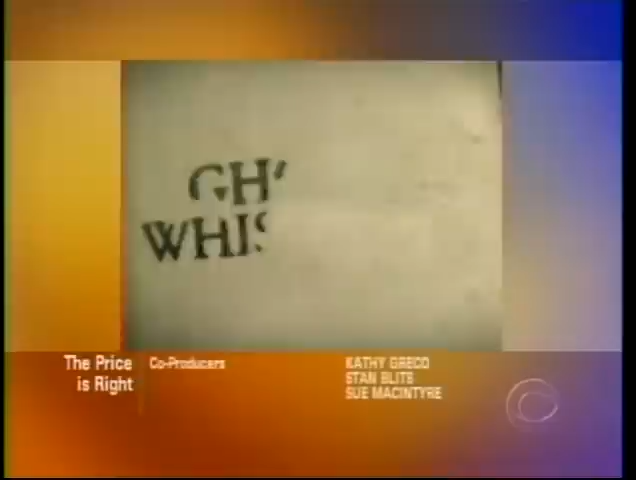 GH
WHIS
The Price
is Right
Co-Producers
KATHY GRECO
STAN BLITS
SUE MACINTYRE